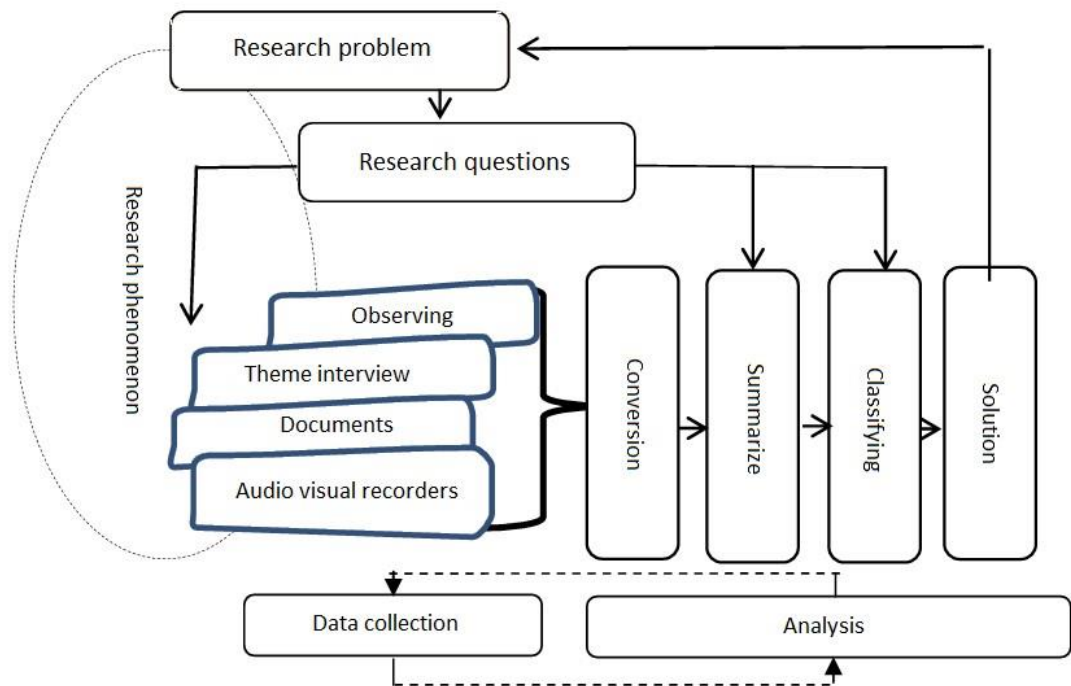 Research problem
Research questions
Research phenomenon
Observing
Theme interview
Documents
Audio visual recorders
Conversion
Summarize
Classifying
Solution
Data collection
Analysis